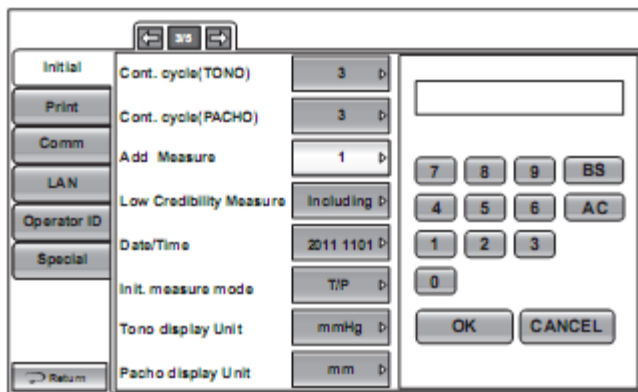 3/5
Initial
Print
Comm
LAN
Operator ID
Special
Return
Cont. cycle(TONO) 3
Cont. cycle(PACHO) 3
Add Measure 1
Low Credibility Measure Including
Date/Time 2011 1101
Init. measure mode T/P
Tono display Unit mmHg
Pacho display Unit mm
7 8 9 BS
4 5 6 AC
1 2 3
0
OK CANCEL